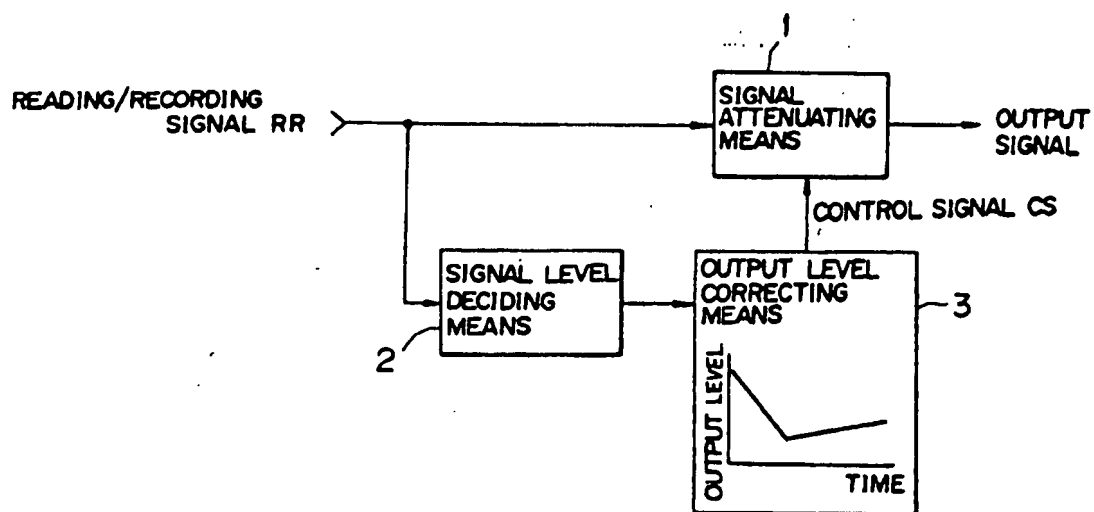 1
READING/RECORDING
SIGNAL RR
SIGNAL
ATTENUATING
MEANS
OUTPUT
SIGNAL
CONTROL SIGNAL CS
SIGNAL LEVEL
DECIDING
MEANS
2
OUTPUT LEVEL
CORRECTING
MEANS
3
OUTPUT LEVEL
TIME